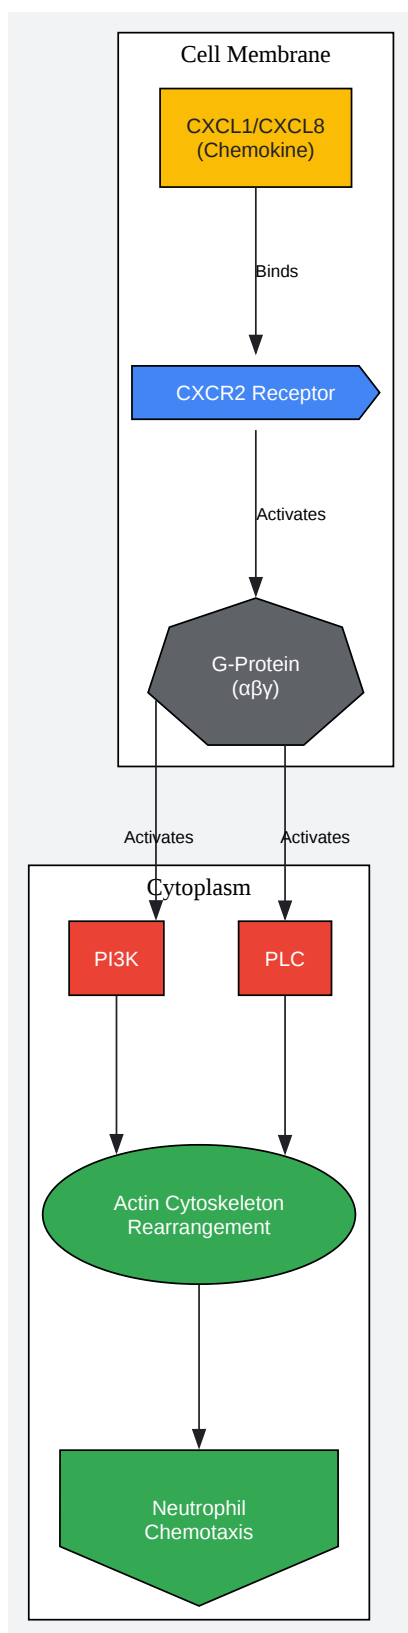 Cell Membrane
CXCL1/CXCL8
(Chemokine)
Binds
CXCR2 Receptor
Activates
G-Protein
(αβγ)
Activates
Activates
Cytoplasm
PI3K
PLC
Actin Cytoskeleton
Rearrangement
Neutrophil
Chemotaxis